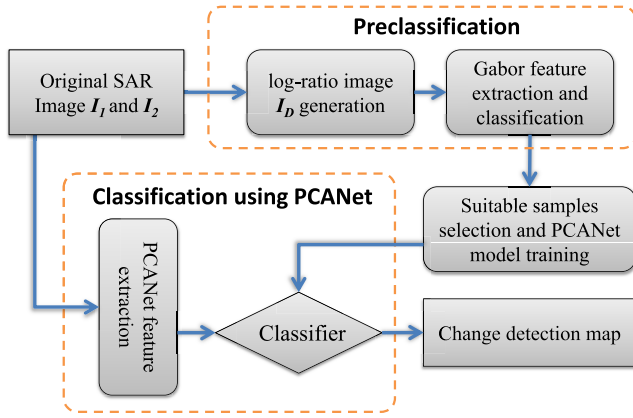 Preclassification
Original SAR
Image I1 and I2
log-ratio image
ID generation
Gabor feature
extraction and
classification
Classification using PCANet
Suitable samples
selection and PCANet
model training
PCANet feature
extraction
Classifier
Change detection map